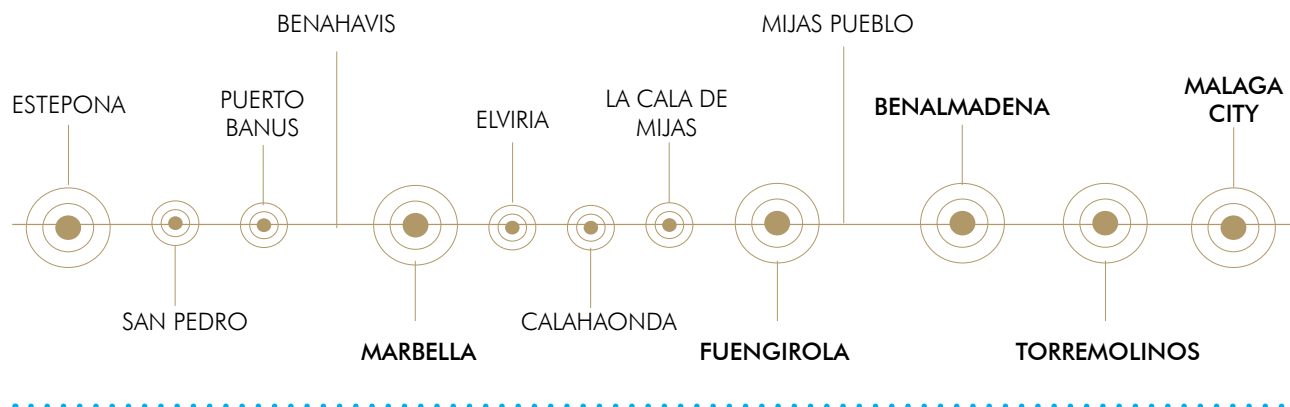 BENAHAVIS
MIJAS PUEBLO
ESTEPONA
PUERTO
BANUS
ELVIRIA
LA CALA DE
MIJAS
BENALMADENA
MALAGA
CITY
SAN PEDRO
MARBELLA
CALAHAONDA
FUENGIROLA
TORREMOLINOS